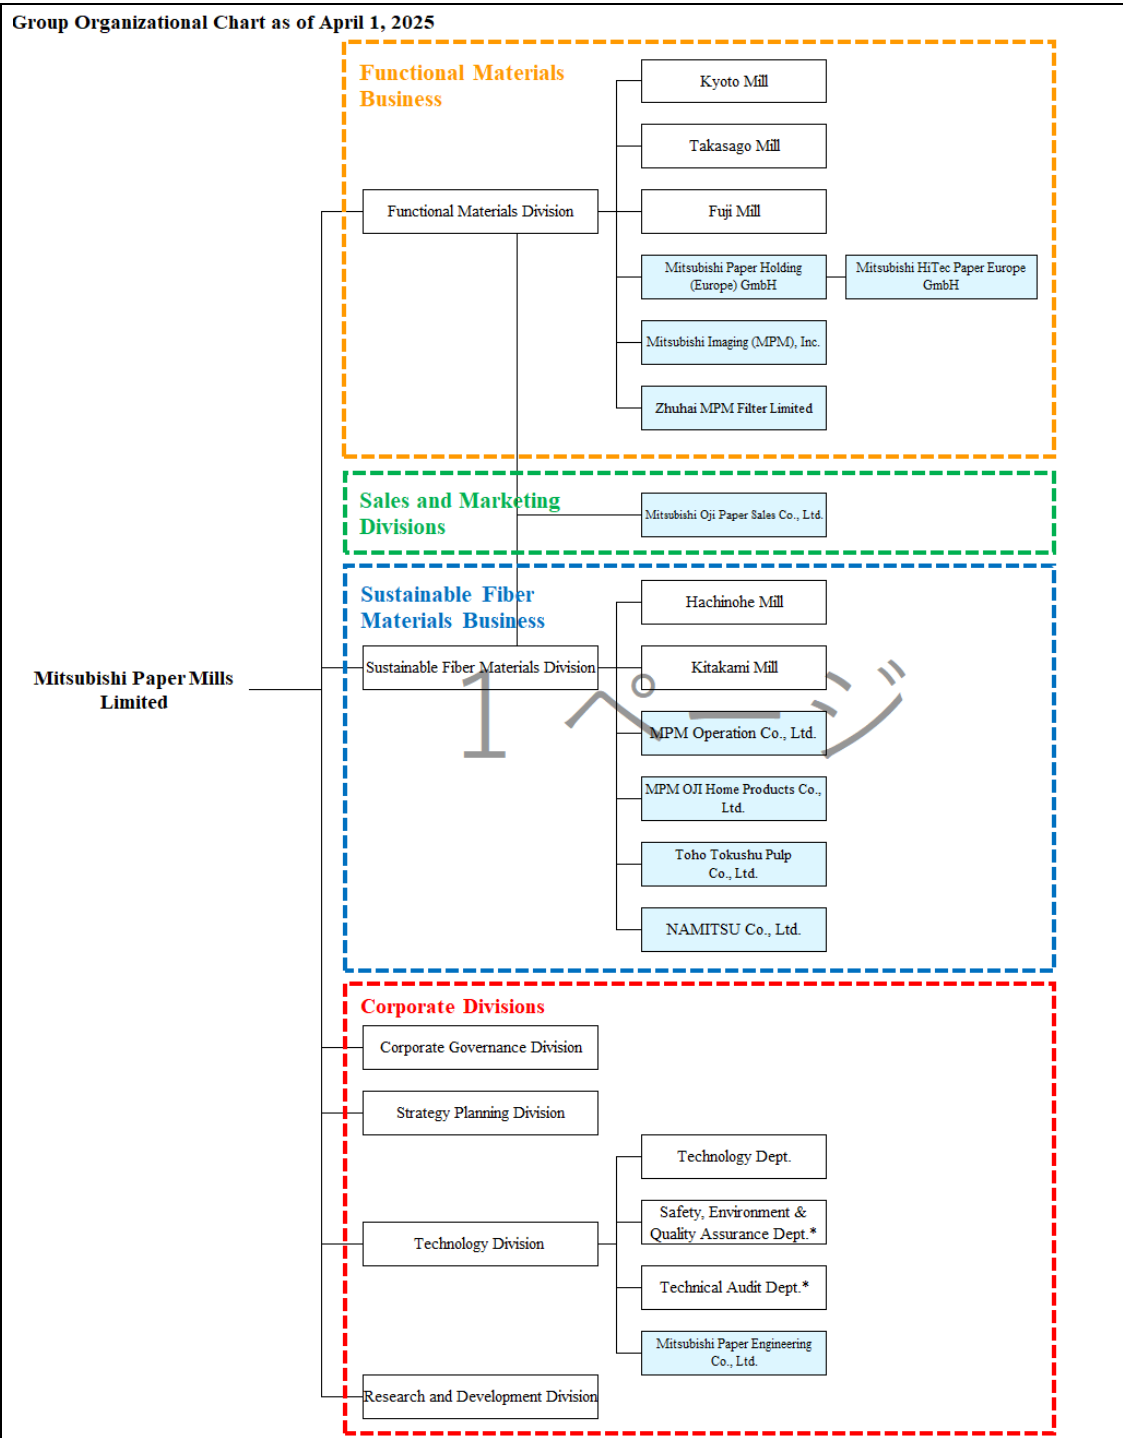 Group Organizational Chart as of April 1, 2025
Functional Materials
Business
Kyoto Mill
Takasago Mill
Functional Materials Division
Fuji Mill
Mitsubishi Paper Holding
(Europe) GmbH
Mitsubishi HiTec Paper Europe
GmbH
Mitsubishi Imaging (MPM), Inc.
Zhuhai MPM Filter Limited
Sales and Marketing
Divisions
Mitsubishi Oji Paper Sales Co., Ltd.
Sustainable Fiber
Materials Business
Hachinohe Mill
Mitsubishi Paper Mills
Limited
Sustainable Fiber Materials Division
Kitakami Mill
1 ページ
MPM Operation Co., Ltd.
MPM OJI Home Products Co.,
Ltd.
Toho Tokushu Pulp
Co., Ltd.
NAMITSU Co., Ltd.
Corporate Divisions
Corporate Governance Division
Strategy Planning Division
Technology Dept.
Safety, Environment &
Quality Assurance Dept.*
Technology Division
Technical Audit Dept.*
Mitsubishi Paper Engineering
Co., Ltd.
Research and Development Division